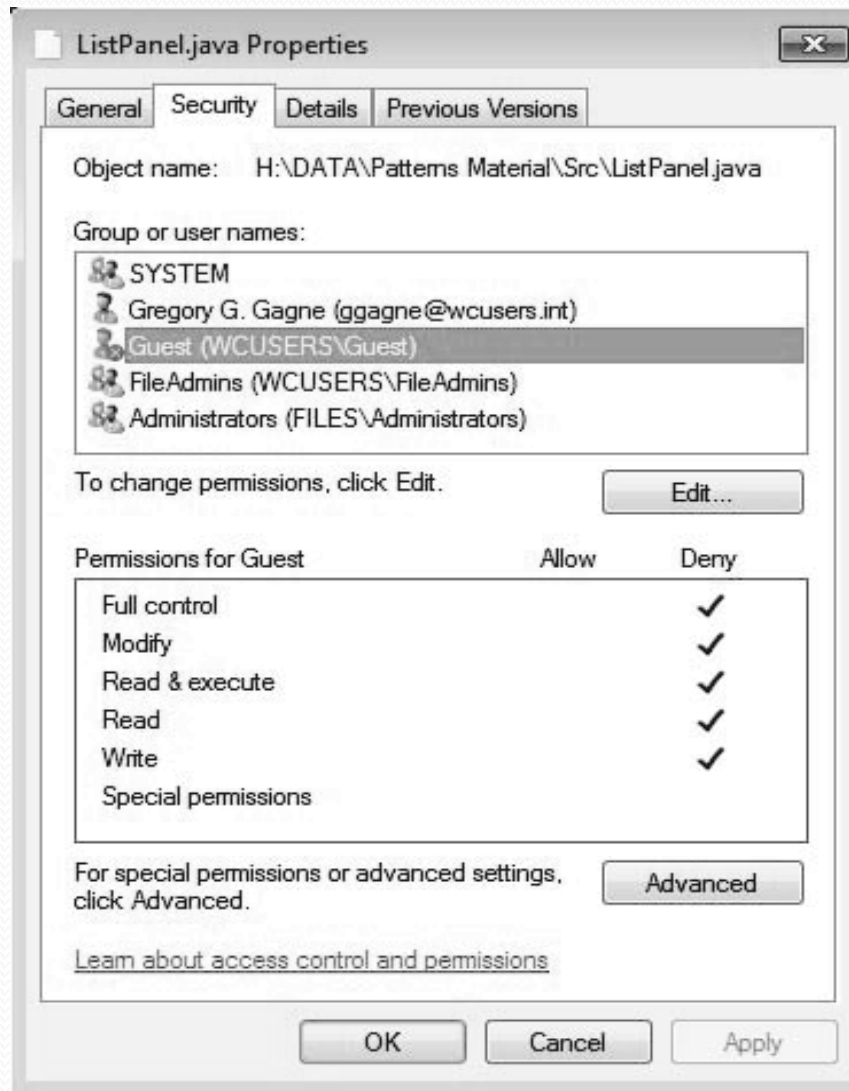 ListPanel.java Properties
General Security Details Previous Versions
Object name: H:\DATA\Patterns Material\Src\ListPanel.java
Group or user names:
SYSTEM
Gregory G. Gagne (ggagne@wcusers.int)
Guest (WCUSERS\Guest)
FileAdmins (WCUSERS\FileAdmins)
Administrators (FILES\Administrators)
To change permissions, click Edit.
Edit...
Permissions for Guest Allow Deny
Full control
Modify
Read & execute
Read
Write
Special permissions
For special permissions or advanced settings,
click Advanced.
Advanced
Learn about access control and permissions
OK Cancel Apply